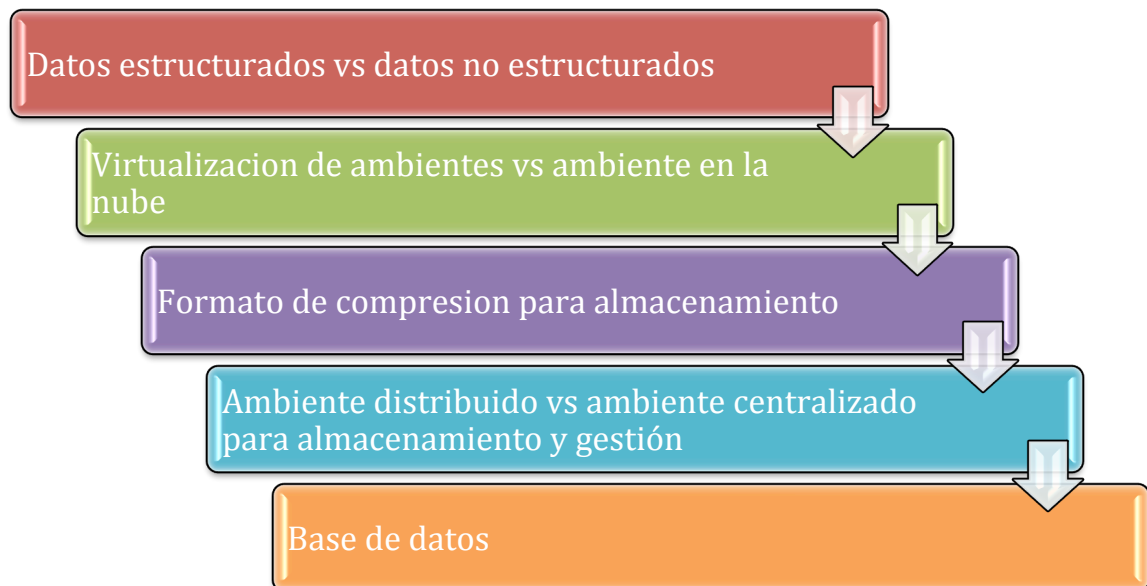 Datos estructurados vs datos no estructurados
Virtualizacion de ambientes vs ambiente en la
nube
Formato de compresion para almacenamiento
Ambiente distribuido vs ambiente centralizado
para almacenamiento y gestión
Base de datos